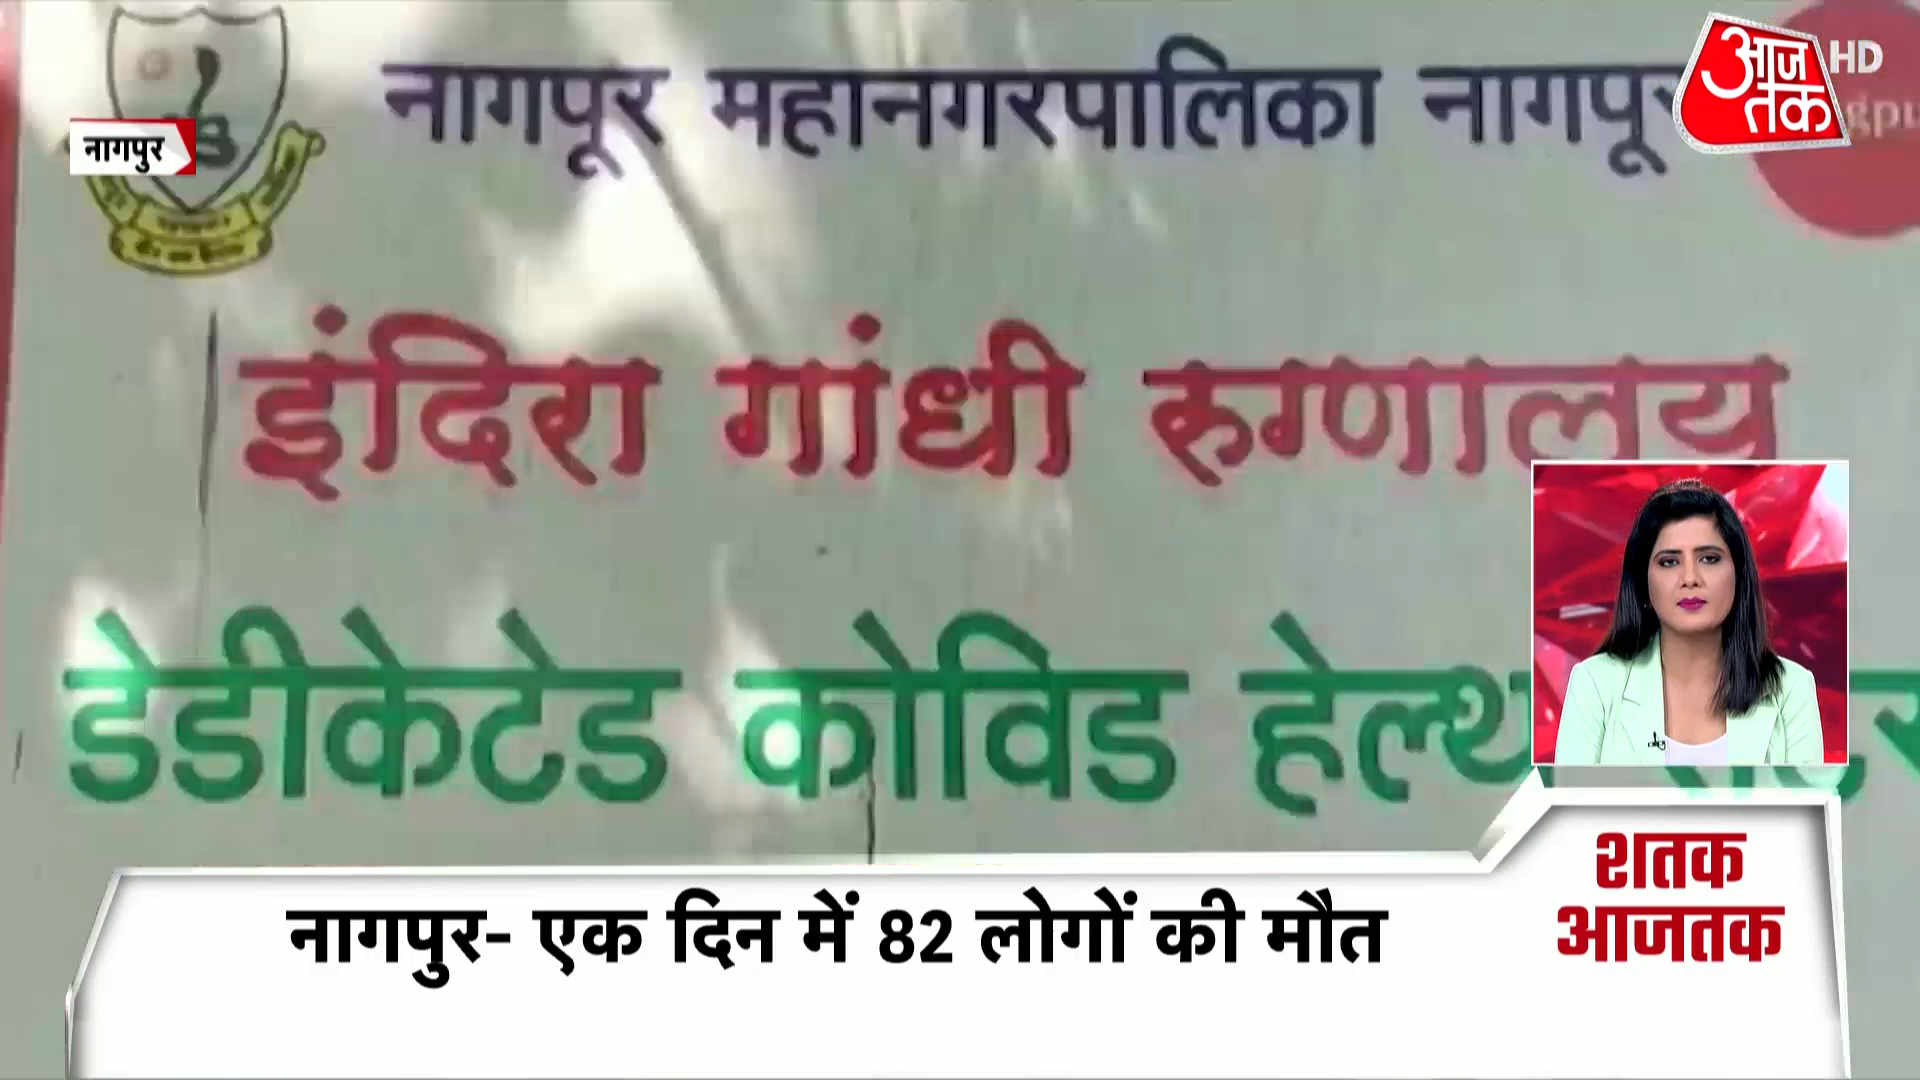 नागपूर महानगरपालिका नागपूर
आज तक HD
नागपुर
इंदिरा गांधी रुग्णालय
डेडीकेटेड कोविड हेल्थ
शतक
आजतक
नागपुर- एक दिन में 82 लोगों की मौत